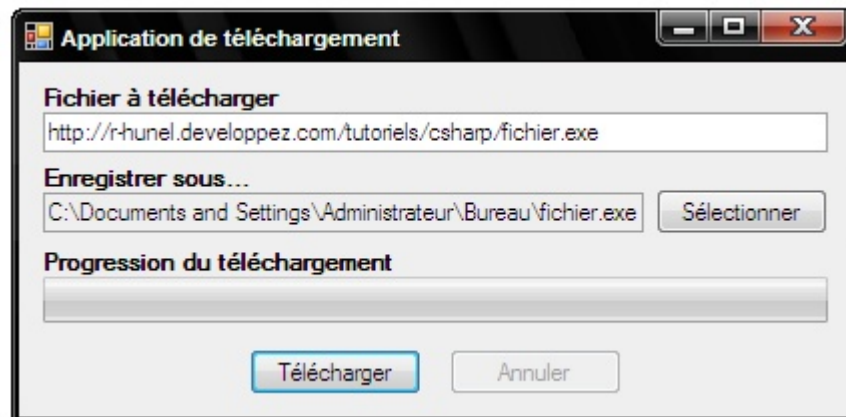 Application de téléchargement
Fichier à télécharger
http://r-hunel.developpez.com/tutoriels/csharp/fichier.exe
Enregistrer sous...
C:\Documents and Settings\Administrateur\Bureau\fichier.exe Sélectionner
Progression du téléchargement
Télécharger Annuler